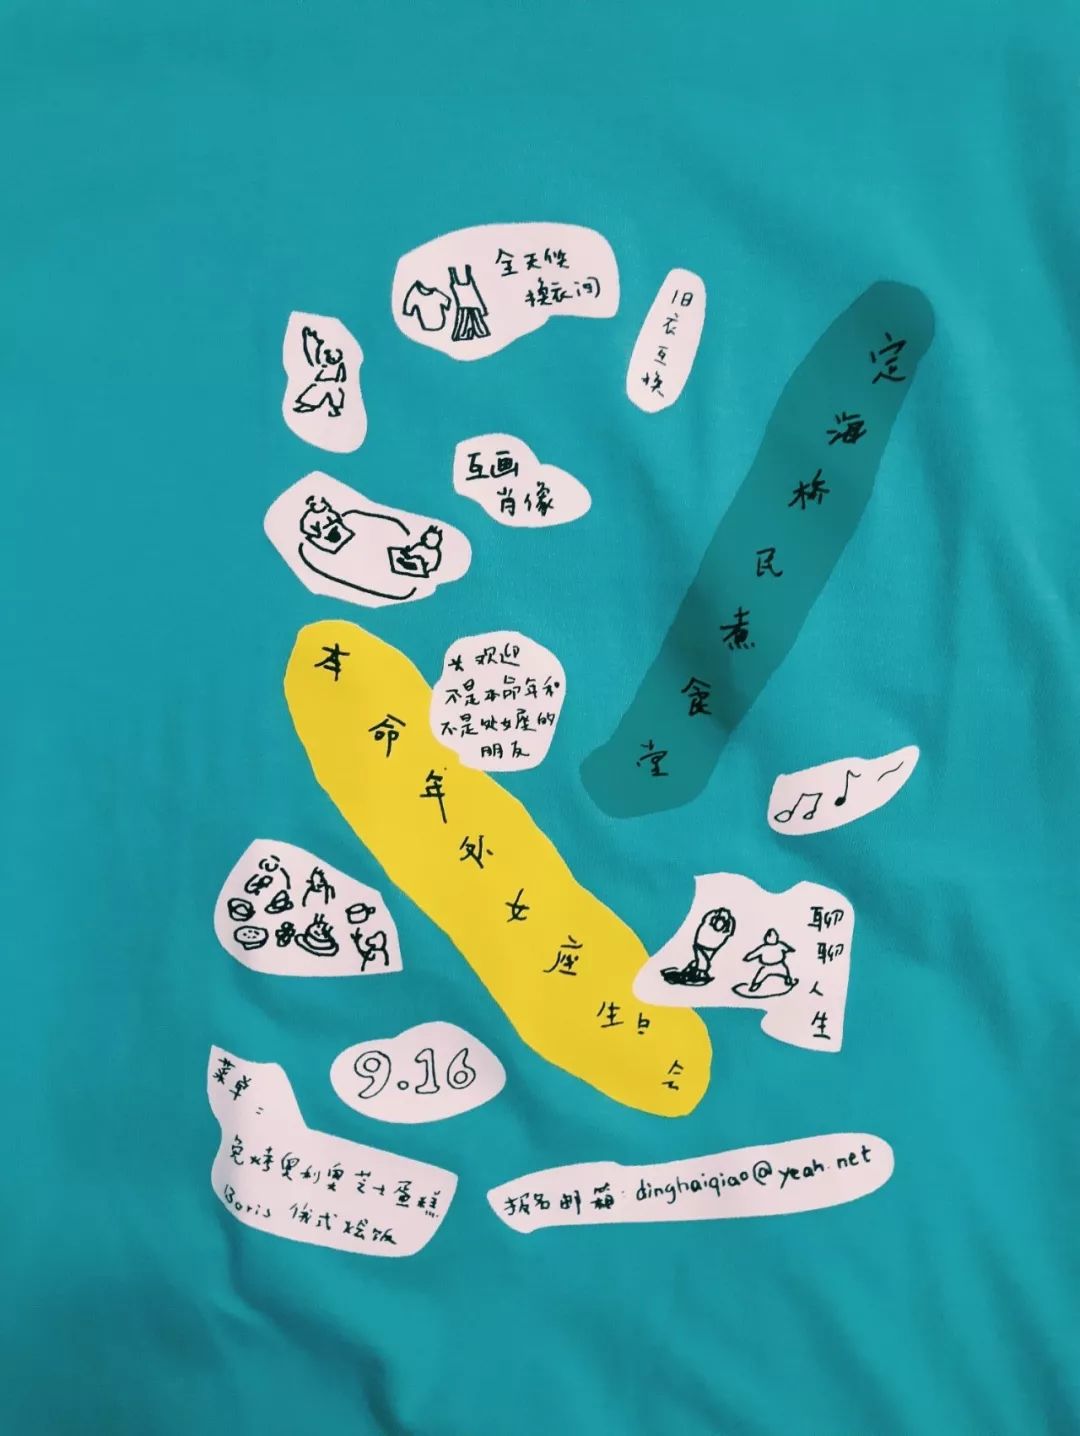 全天候
换衣间
旧衣互换
定海桥民煮食堂
互画
肖像
本命年处女座生日会
* 欢迎
不是本命年和
不是处女座的
朋友
聊聊人生
9.16
菜单：
免烤奥利奥芝士蛋糕
Boris 俄式烩饭
报名邮箱：dinghaiqiao@yeah.net